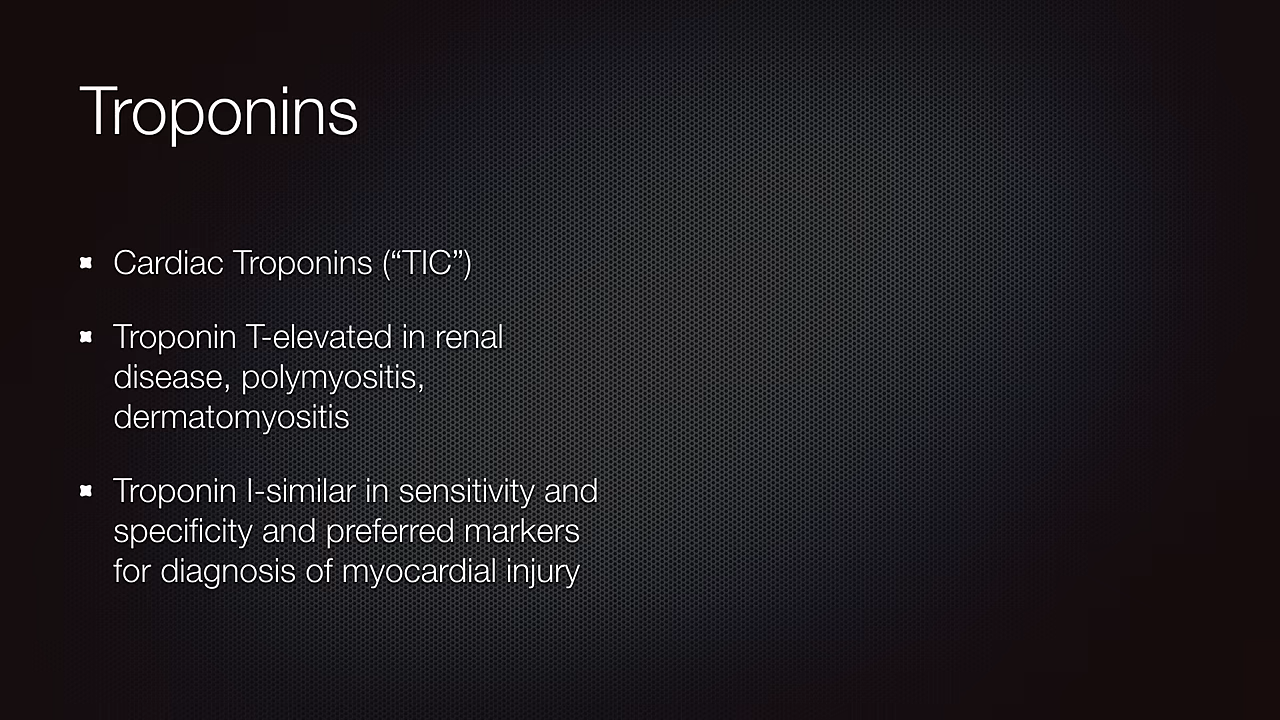 Troponins
Cardiac Troponins (“TIC”)
Troponin T-elevated in renal
disease, polymyositis,
dermatomyositis
Troponin I-similar in sensitivity and
specificity and preferred markers
for diagnosis of myocardial injury